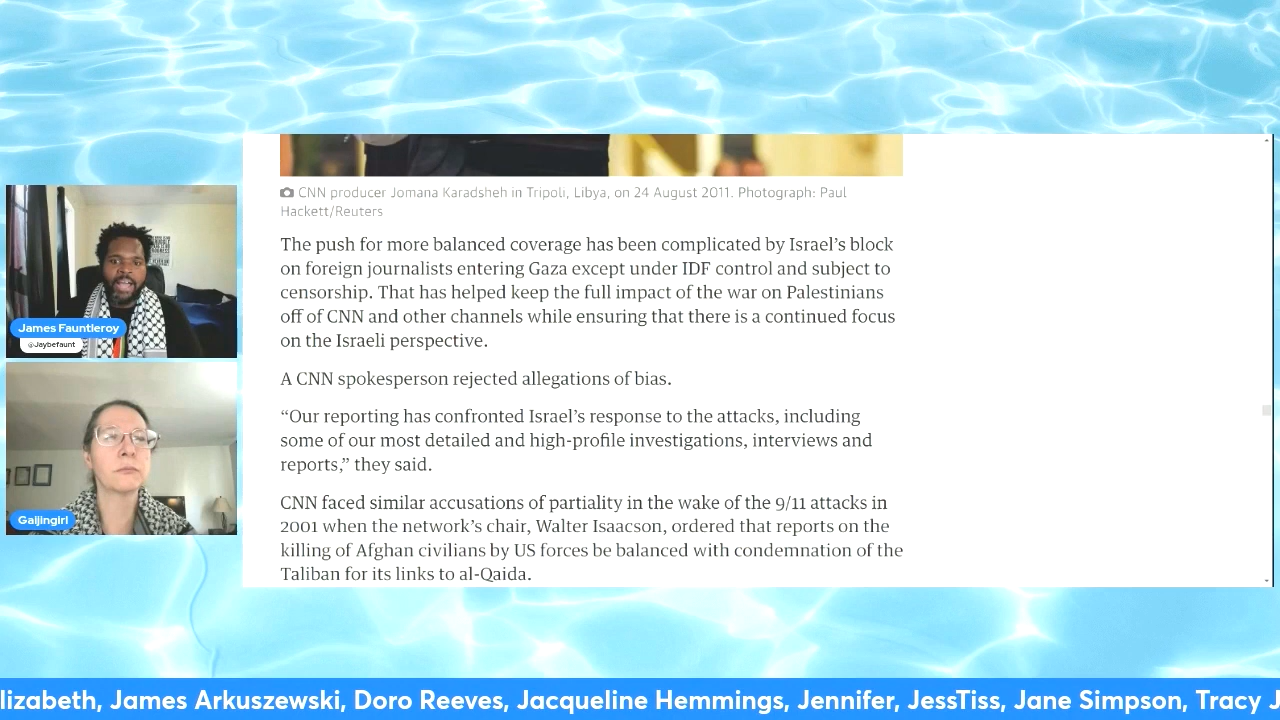 CNN producer Jomana Karadsheh in Tripoli, Libya, on 24 August 2011. Photograph: Paul
Hackett/Reuters
The push for more balanced coverage has been complicated by Israel’s block
on foreign journalists entering Gaza except under IDF control and subject to
censorship. That has helped keep the full impact of the war on Palestinians
off of CNN and other channels while ensuring that there is a continued focus
on the Israeli perspective.
A CNN spokesperson rejected allegations of bias.
“Our reporting has confronted Israel’s response to the attacks, including
some of our most detailed and high-profile investigations, interviews and
reports,” they said.
CNN faced similar accusations of partiality in the wake of the 9/11 attacks in
2001 when the network’s chair, Walter Isaacson, ordered that reports on the
killing of Afghan civilians by US forces be balanced with condemnation of the
Taliban for its links to al-Qaida.
James Fauntleroy
@Jaybefaunt
Gaijingirl
lizabeth, James Arkuszewski, Doro Reeves, Jacqueline Hemmings, Jennifer, JessTiss, Jane Simpson, Tracy J